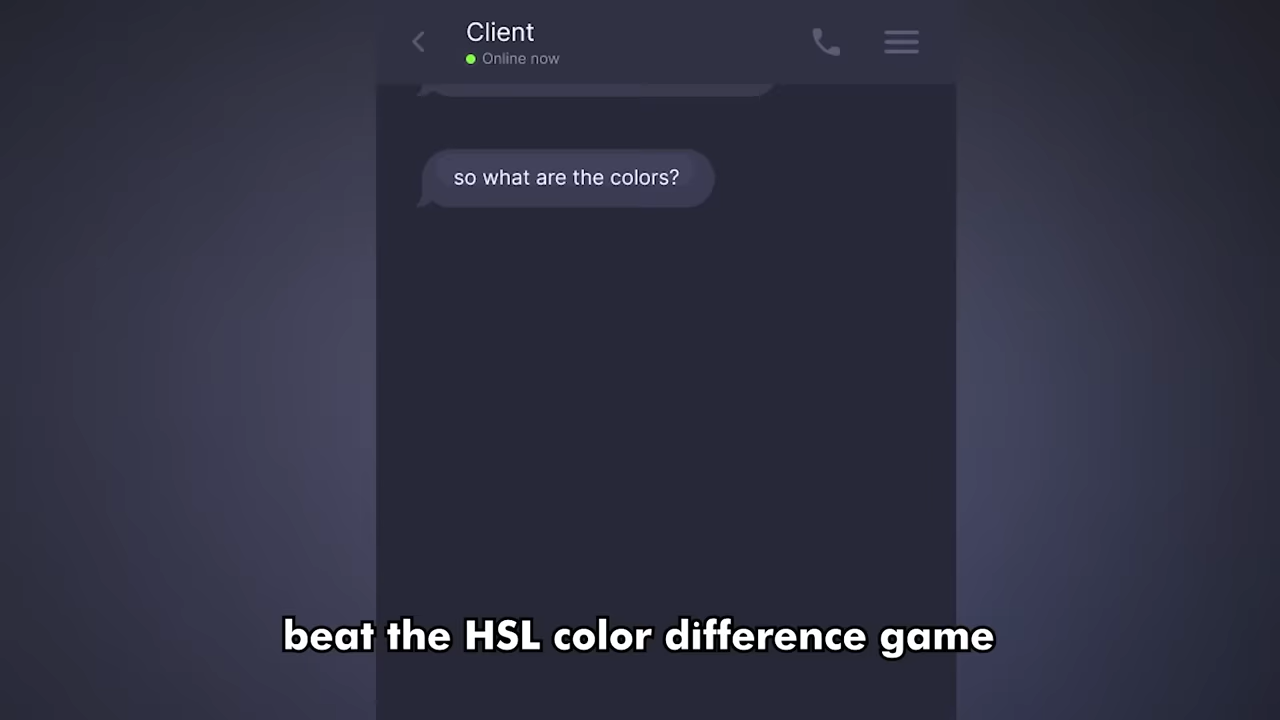 Client
Online now
so what are the colors?
beat the HSL color difference game